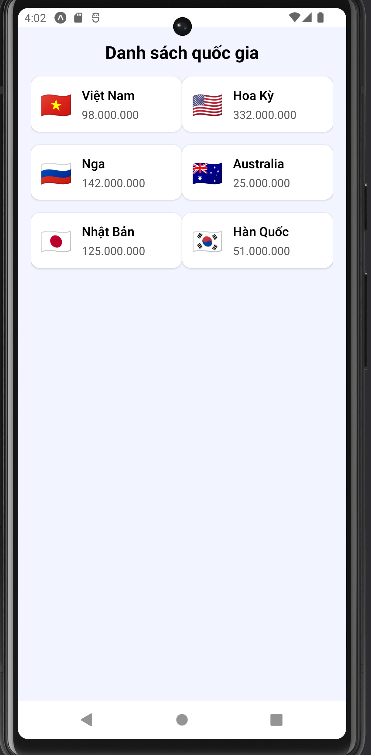 4:02
Danh sách quốc gia
Việt Nam
98.000.000
Hoa Kỳ
332.000.000
Nga
142.000.000
Australia
25.000.000
Nhật Bản
125.000.000
Hàn Quốc
51.000.000